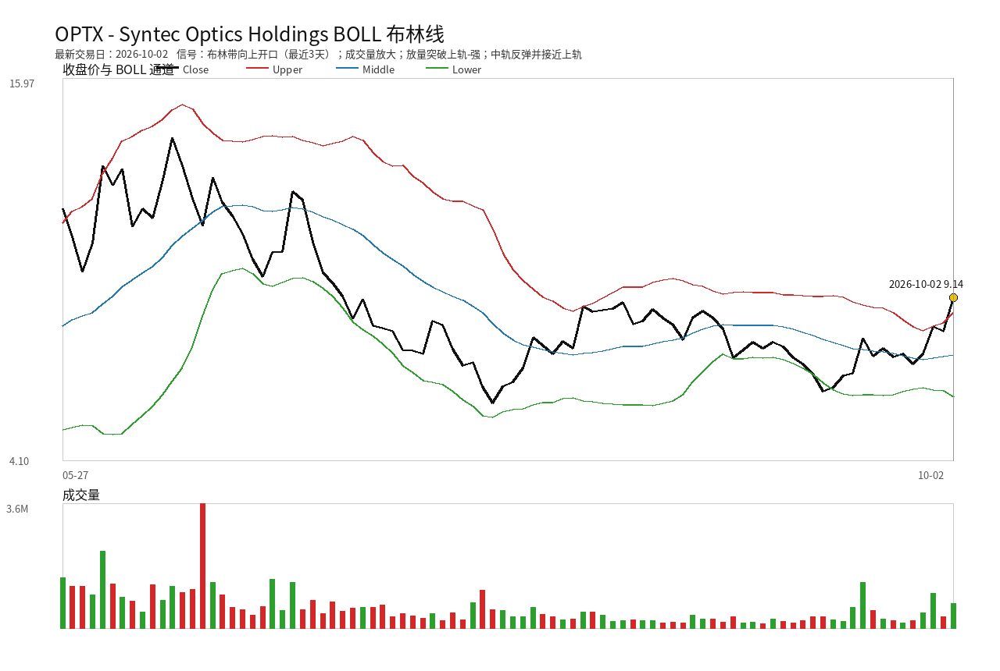 OPTX - Syntec Optics Holdings BOLL 布林线
最新交易日：2026-10-02   信号：布林带向上开口（最近3天）；成交量放大；放量突破上轨-强；中轨反弹并接近上轨
收盘价与 BOLL 通道 Close Upper Middle Lower
15.97
2026-10-02 9.14
4.10
05-27 10-02
成交量
3.6M